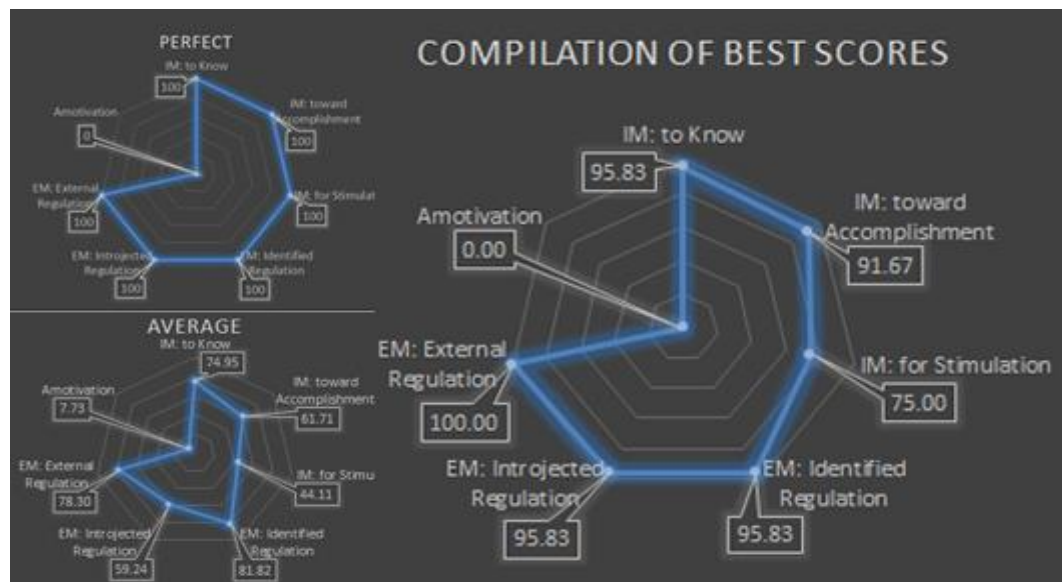 PERFECT
IM: to Know
100
Amotivation
0
IM: toward
Accomplishment
100
EM: External
Regulation
100
IM: for Stimulat
100
EM: Introjected
Regulation
100
EM: Identified
Regulation
100
AVERAGE
IM: to Know
74.95
Amotivation
7.73
IM: toward
Accomplishment
61.71
EM: External
Regulation
78.30
IM: for Stimu
44.11
EM: Introjected
Regulation
59.24
EM: Identified
Regulation
81.82
COMPILATION OF BEST SCORES
IM: to Know
95.83
Amotivation
0.00
IM: toward
Accomplishment
91.67
EM: External
Regulation
100.00
IM: for Stimulation
75.00
EM: Introjected
Regulation
95.83
EM: Identified
Regulation
95.83